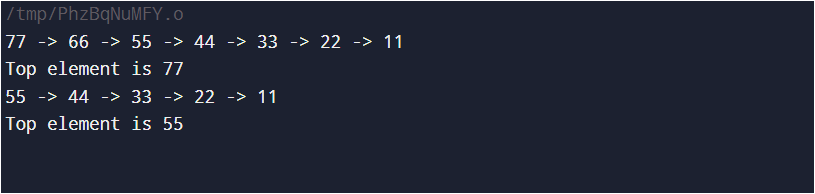 /tmp/PhzBqNuMFY.o
77 -> 66 -> 55 -> 44 -> 33 -> 22 -> 11
Top element is 77
55 -> 44 -> 33 -> 22 -> 11
Top element is 55